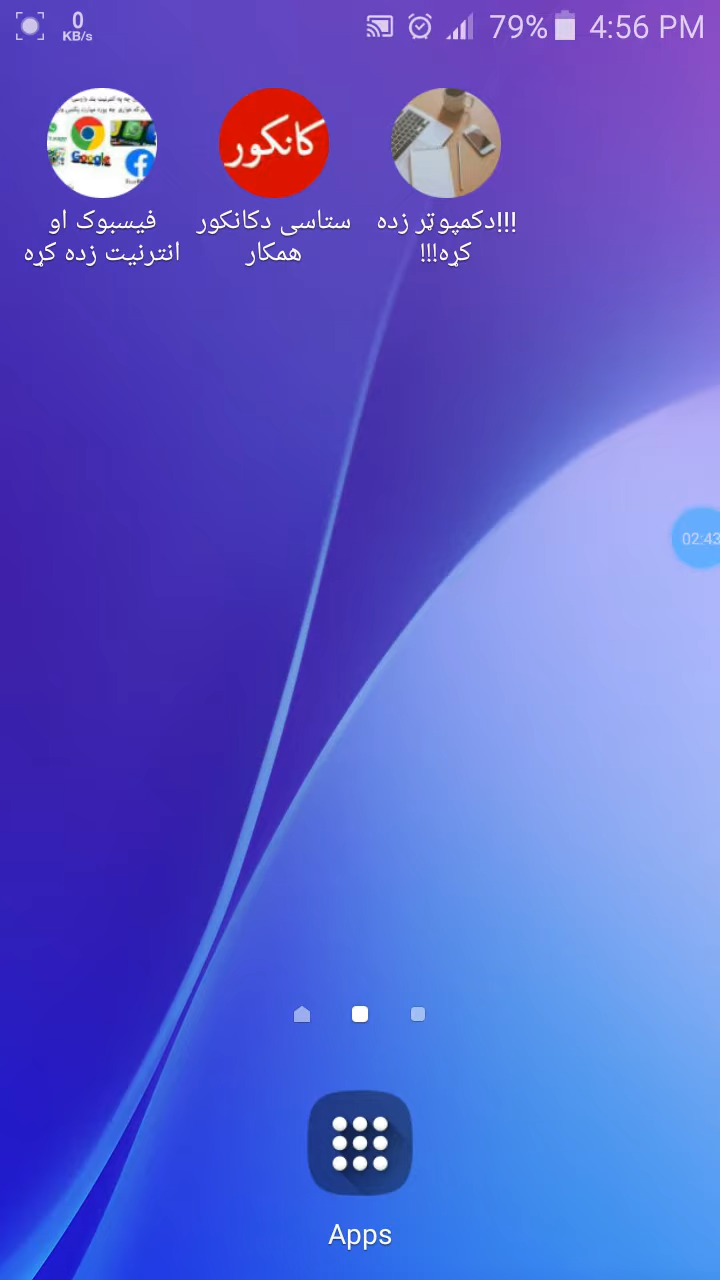 0
KB/s
79%
4:56 PM
Google
کانکور
فیسبوک او
انترنیت زده کړه
ستاسی دکانکور
همکار
!!!دکمپوټر زده
کړه!!!
02:43
Apps